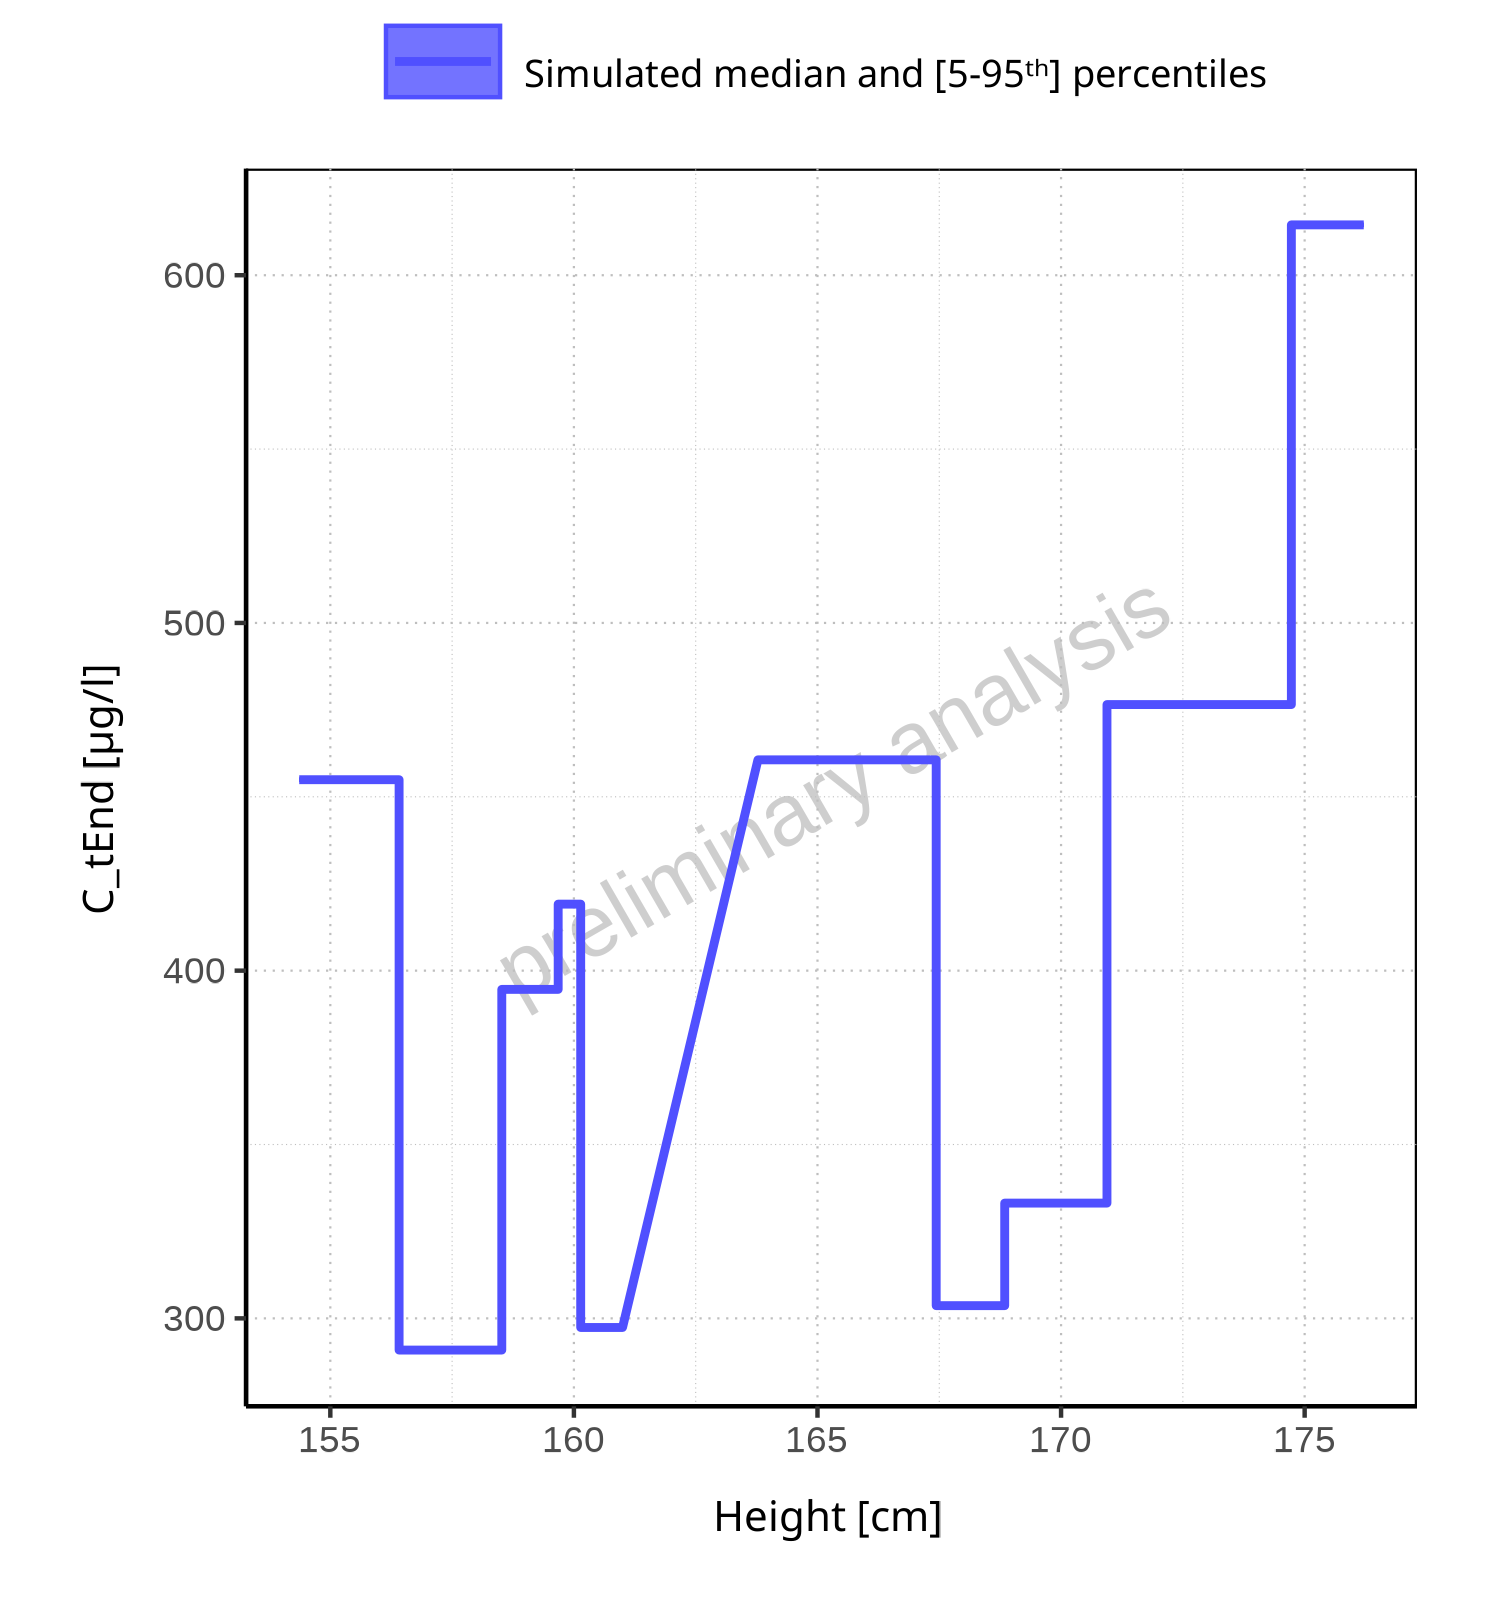 Simulated median and [5-95th] percentiles
600
500
400
300
C_tEnd [µg/l]
preliminary analysis
155 160 165 170 175
Height [cm]